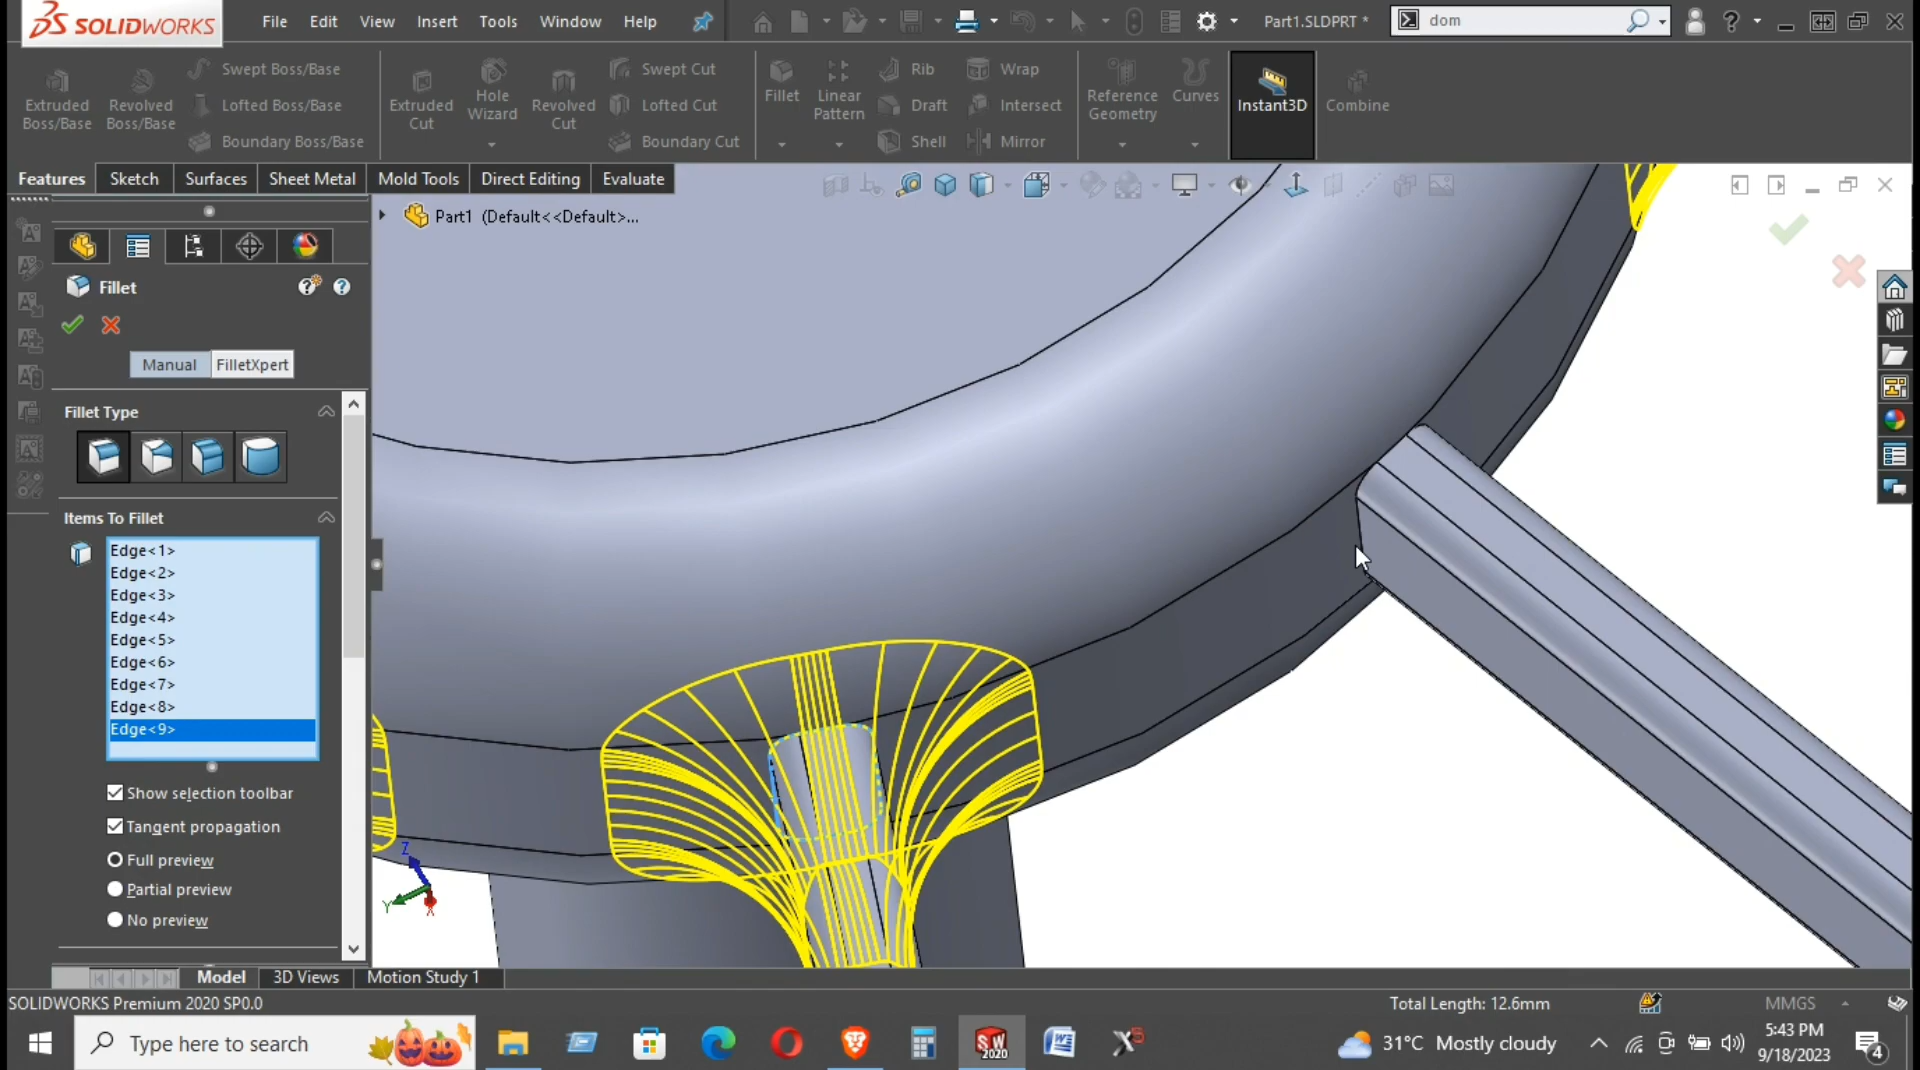 SOLIDWORKS File Edit View Insert Tools Window Help Part1.SLDPRT * dom
Extruded Boss/Base
Revolved Boss/Base
Swept Boss/Base
Lofted Boss/Base
Boundary Boss/Base
Extruded Cut
Hole Wizard
Revolved Cut
Swept Cut
Lofted Cut
Boundary Cut
Fillet
Linear Pattern
Rib
Draft
Shell
Wrap
Intersect
Mirror
Reference Geometry
Curves
Instant3D
Combine
Features Sketch Surfaces Sheet Metal Mold Tools Direct Editing Evaluate
Part1 (Default<<Default>...
Fillet
Manual FilletXpert
Fillet Type
Items To Fillet
Edge<1>
Edge<2>
Edge<3>
Edge<4>
Edge<5>
Edge<6>
Edge<7>
Edge<8>
Edge<9>
Show selection toolbar
Tangent propagation
Full preview
Partial preview
No preview
Z
Y
X
Model 3D Views Motion Study 1
SOLIDWORKS Premium 2020 SP0.0 Total Length: 12.6mm MMGS
Type here to search
SW 2020
31°C Mostly cloudy
5:43 PM
9/18/2023
4